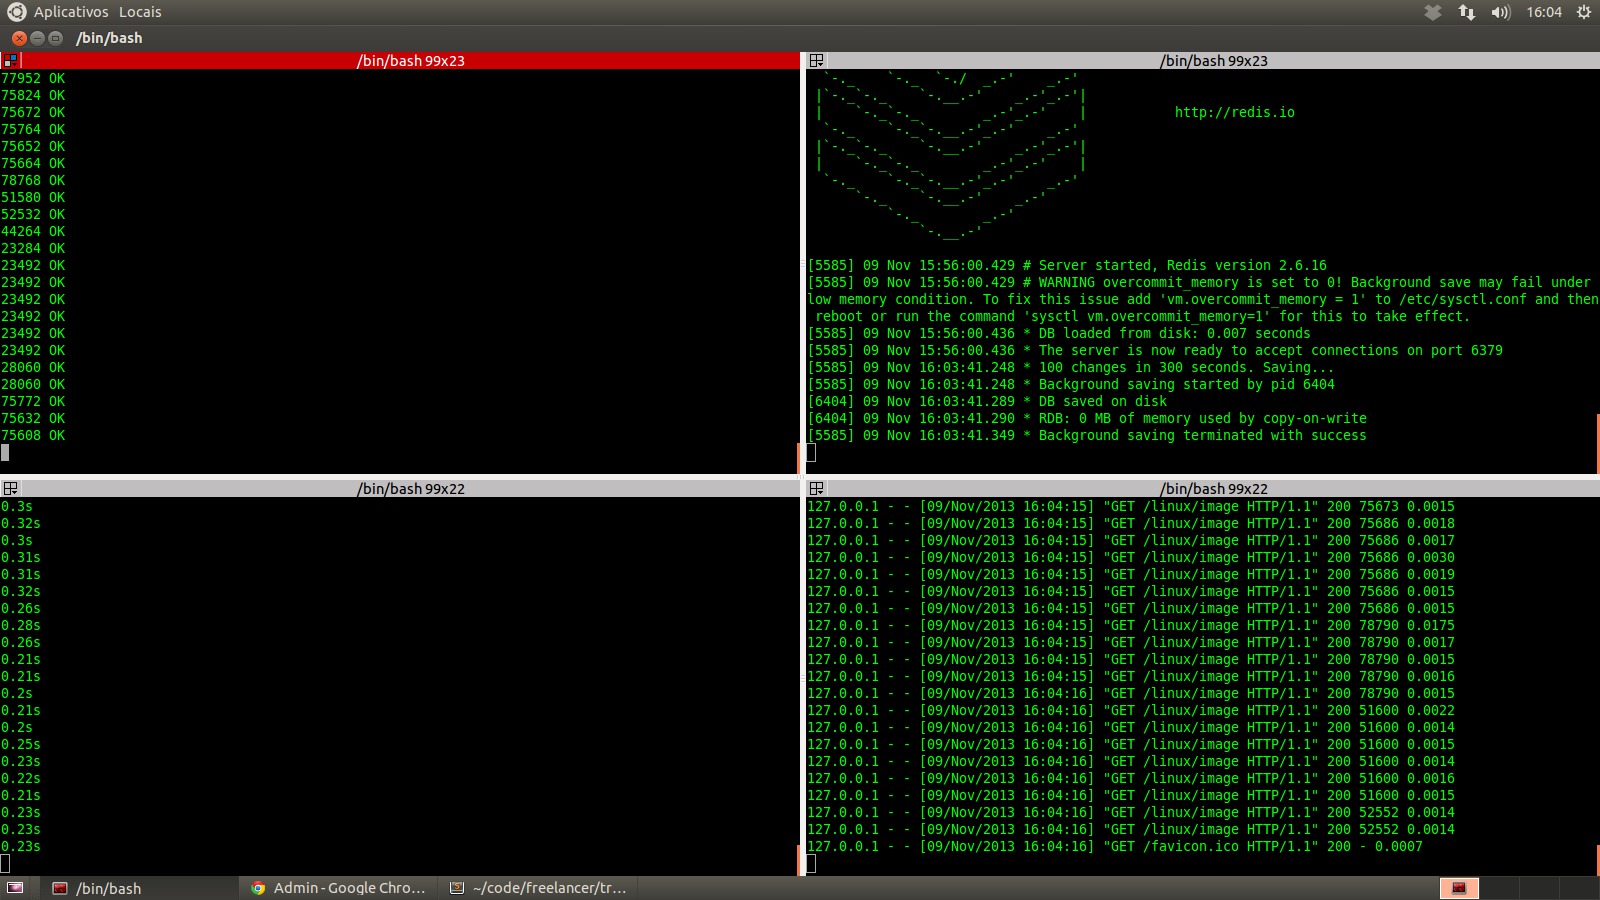 Aplicativos Locais 16:04
/bin/bash
/bin/bash 99x23
77952 OK
75824 OK
75672 OK
75764 OK
75652 OK
75664 OK
78768 OK
51580 OK
52532 OK
44264 OK
23284 OK
23492 OK
23492 OK
23492 OK
23492 OK
23492 OK
23492 OK
28060 OK
28060 OK
75772 OK
75632 OK
75608 OK
/bin/bash 99x23
http://redis.io
[5585] 09 Nov 15:56:00.429 # Server started, Redis version 2.6.16
[5585] 09 Nov 15:56:00.429 # WARNING overcommit_memory is set to 0! Background save may fail under
low memory condition. To fix this issue add 'vm.overcommit_memory = 1' to /etc/sysctl.conf and then
reboot or run the command 'sysctl vm.overcommit_memory=1' for this to take effect.
[5585] 09 Nov 15:56:00.436 * DB loaded from disk: 0.007 seconds
[5585] 09 Nov 15:56:00.436 * The server is now ready to accept connections on port 6379
[5585] 09 Nov 16:03:41.248 * 100 changes in 300 seconds. Saving...
[5585] 09 Nov 16:03:41.248 * Background saving started by pid 6404
[6404] 09 Nov 16:03:41.289 * DB saved on disk
[6404] 09 Nov 16:03:41.290 * RDB: 0 MB of memory used by copy-on-write
[5585] 09 Nov 16:03:41.349 * Background saving terminated with success
/bin/bash 99x22
0.3s
0.32s
0.3s
0.31s
0.31s
0.32s
0.26s
0.28s
0.26s
0.21s
0.21s
0.2s
0.21s
0.2s
0.25s
0.23s
0.22s
0.21s
0.23s
0.23s
0.23s
/bin/bash 99x22
127.0.0.1 - - [09/Nov/2013 16:04:15] "GET /linux/image HTTP/1.1" 200 75673 0.0015
127.0.0.1 - - [09/Nov/2013 16:04:15] "GET /linux/image HTTP/1.1" 200 75686 0.0018
127.0.0.1 - - [09/Nov/2013 16:04:15] "GET /linux/image HTTP/1.1" 200 75686 0.0017
127.0.0.1 - - [09/Nov/2013 16:04:15] "GET /linux/image HTTP/1.1" 200 75686 0.0030
127.0.0.1 - - [09/Nov/2013 16:04:15] "GET /linux/image HTTP/1.1" 200 75686 0.0019
127.0.0.1 - - [09/Nov/2013 16:04:15] "GET /linux/image HTTP/1.1" 200 75686 0.0015
127.0.0.1 - - [09/Nov/2013 16:04:15] "GET /linux/image HTTP/1.1" 200 75686 0.0015
127.0.0.1 - - [09/Nov/2013 16:04:15] "GET /linux/image HTTP/1.1" 200 78790 0.0175
127.0.0.1 - - [09/Nov/2013 16:04:15] "GET /linux/image HTTP/1.1" 200 78790 0.0017
127.0.0.1 - - [09/Nov/2013 16:04:15] "GET /linux/image HTTP/1.1" 200 78790 0.0015
127.0.0.1 - - [09/Nov/2013 16:04:15] "GET /linux/image HTTP/1.1" 200 78790 0.0016
127.0.0.1 - - [09/Nov/2013 16:04:16] "GET /linux/image HTTP/1.1" 200 78790 0.0015
127.0.0.1 - - [09/Nov/2013 16:04:16] "GET /linux/image HTTP/1.1" 200 51600 0.0022
127.0.0.1 - - [09/Nov/2013 16:04:16] "GET /linux/image HTTP/1.1" 200 51600 0.0014
127.0.0.1 - - [09/Nov/2013 16:04:16] "GET /linux/image HTTP/1.1" 200 51600 0.0015
127.0.0.1 - - [09/Nov/2013 16:04:16] "GET /linux/image HTTP/1.1" 200 51600 0.0014
127.0.0.1 - - [09/Nov/2013 16:04:16] "GET /linux/image HTTP/1.1" 200 51600 0.0016
127.0.0.1 - - [09/Nov/2013 16:04:16] "GET /linux/image HTTP/1.1" 200 51600 0.0015
127.0.0.1 - - [09/Nov/2013 16:04:16] "GET /linux/image HTTP/1.1" 200 52552 0.0014
127.0.0.1 - - [09/Nov/2013 16:04:16] "GET /linux/image HTTP/1.1" 200 52552 0.0014
127.0.0.1 - - [09/Nov/2013 16:04:16] "GET /favicon.ico HTTP/1.1" 200 - 0.0007
/bin/bash Admin - Google Chro... ~/code/freelancer/tr...